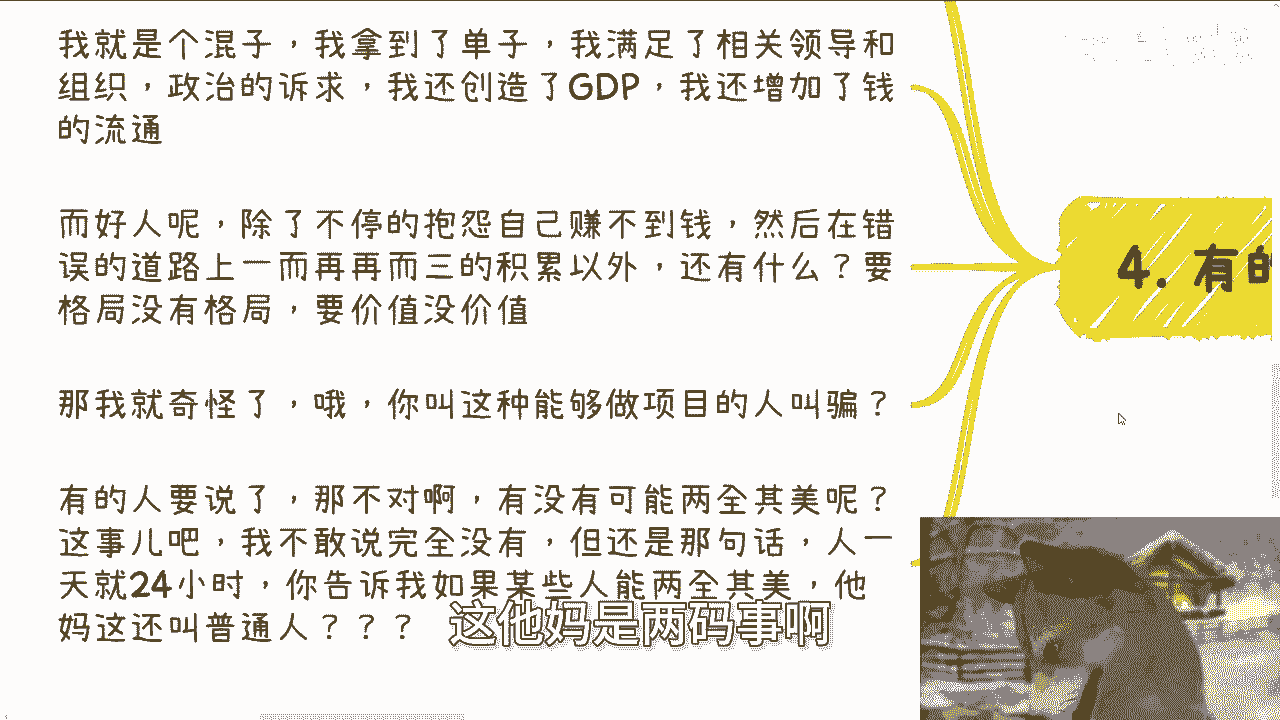 我就是个混子，我拿到了单子，我满足了相关领导和
组织，政治的诉求，我还创造了GDP，我还增加了钱
的流通
而好人呢，除了不停的抱怨自己赚不到钱，然后在错
误的道路上一而再再而三的积累以外，还有什么？要
格局没有格局，要价值没价值
那我就奇怪了，哦，你叫这种能够做项目的人叫骗？
有的人要说了，那不对啊，有没有可能两全其美呢？
这事儿吧，我不敢说完全没有，但还是那句话，人一
天就24小时，你告诉我如果某些人能两全其美，他
妈这还叫普通人？？？
4. 有的
这他妈是两码事啊